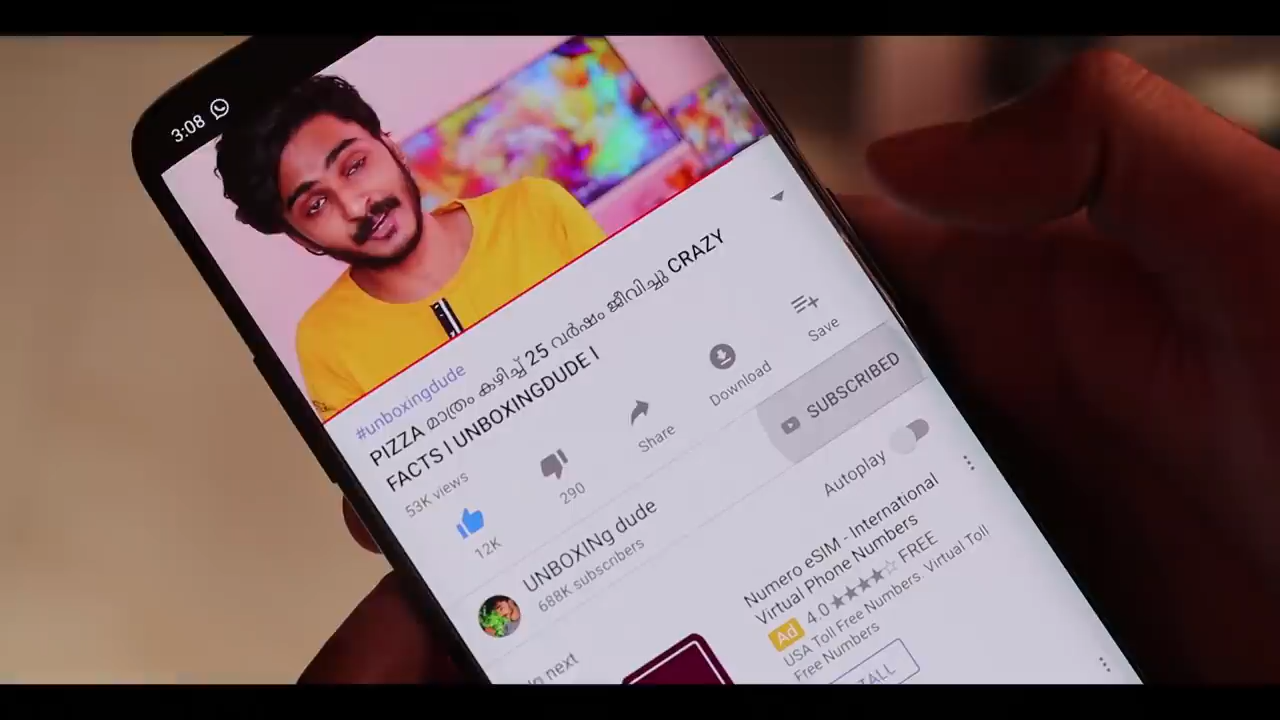 3:08
#unboxingdude
PIZZA മാത്രം കഴിച്ച് 25 വർഷം ജീവിച്ചു CRAZY
FACTS I UNBOXINGDUDE I
53K views
12K
290
Share
Download
Save
UNBOXINg dude
688K subscribers
SUBSCRIBED
next
Autoplay
Numero eSIM - International
Virtual Phone Numbers
Ad 4.0 ★★★★☆ FREE
USA Toll Free Numbers. Virtual Toll
Free Numbers